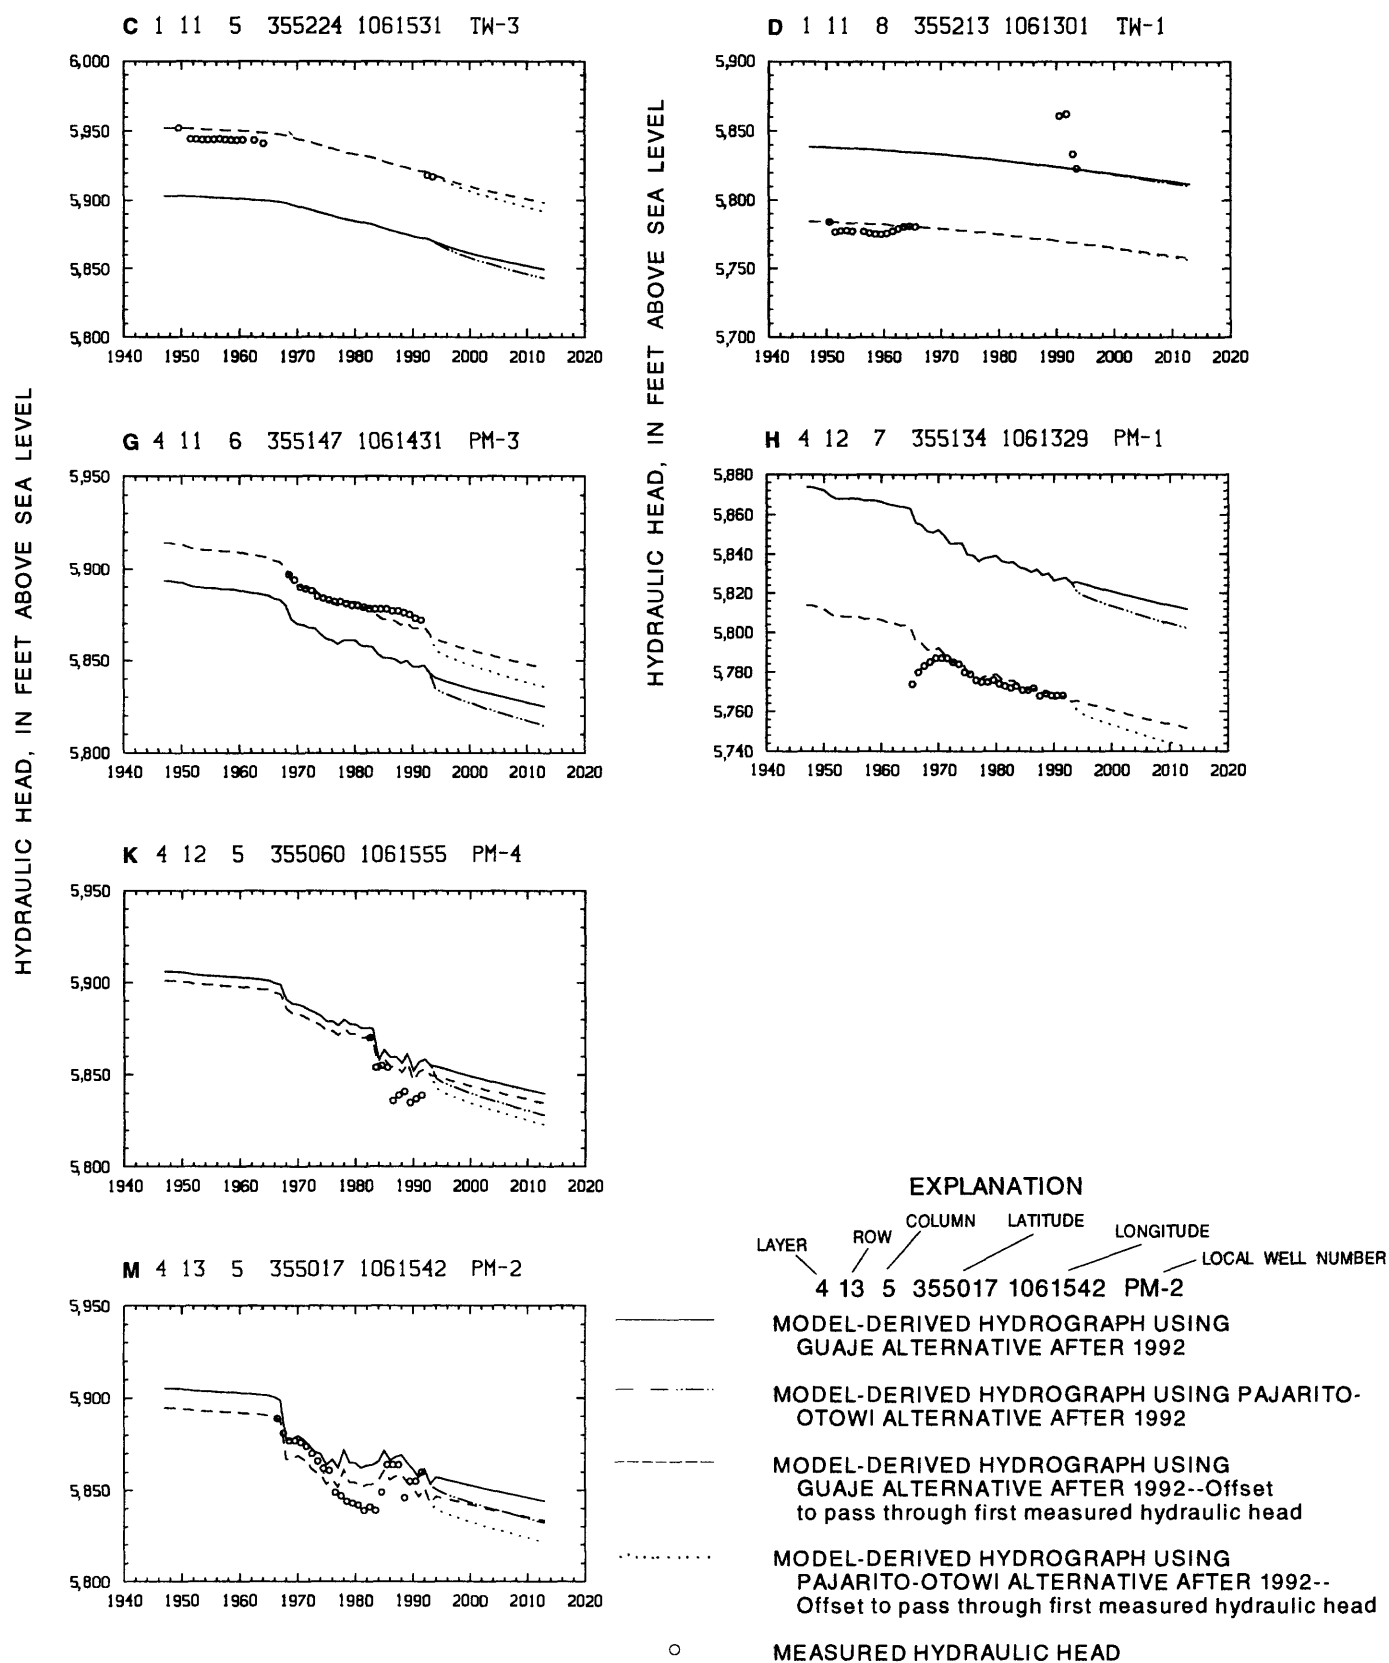 C 1 11 5 355224 1061531 TW-3
6,000
5,950
5,900
5,850
5,800
1940 1950 1960 1970 1980 1990 2000 2010 2020
D 1 11 8 355213 1061301 TW-1
5,900
5,850
5,800
5,750
5,700
1940 1950 1960 1970 1980 1990 2000 2010 2020
HYDRAULIC HEAD, IN FEET ABOVE SEA LEVEL
HYDRAULIC HEAD, IN FEET ABOVE SEA LEVEL
G 4 11 6 355147 1061431 PM-3
5,950
5,900
5,850
5,800
1940 1950 1960 1970 1980 1990 2000 2010 2020
H 4 12 7 355134 1061329 PM-1
5,880
5,860
5,840
5,820
5,800
5,780
5,760
5,740
1940 1950 1960 1970 1980 1990 2000 2010 2020
K 4 12 5 355060 1061555 PM-4
5,950
5,900
5,850
5,800
1940 1950 1960 1970 1980 1990 2000 2010 2020
M 4 13 5 355017 1061542 PM-2
5,950
5,900
5,850
5,800
1940 1950 1960 1970 1980 1990 2000 2010 2020
EXPLANATION
LAYER ROW COLUMN LATITUDE LONGITUDE LOCAL WELL NUMBER
4 13 5 355017 1061542 PM-2
MODEL-DERIVED HYDROGRAPH USING
GUAJE ALTERNATIVE AFTER 1992
MODEL-DERIVED HYDROGRAPH USING PAJARITO-
OTOWI ALTERNATIVE AFTER 1992
MODEL-DERIVED HYDROGRAPH USING
GUAJE ALTERNATIVE AFTER 1992--Offset
to pass through first measured hydraulic head
MODEL-DERIVED HYDROGRAPH USING
PAJARITO-OTOWI ALTERNATIVE AFTER 1992--
Offset to pass through first measured hydraulic head
MEASURED HYDRAULIC HEAD